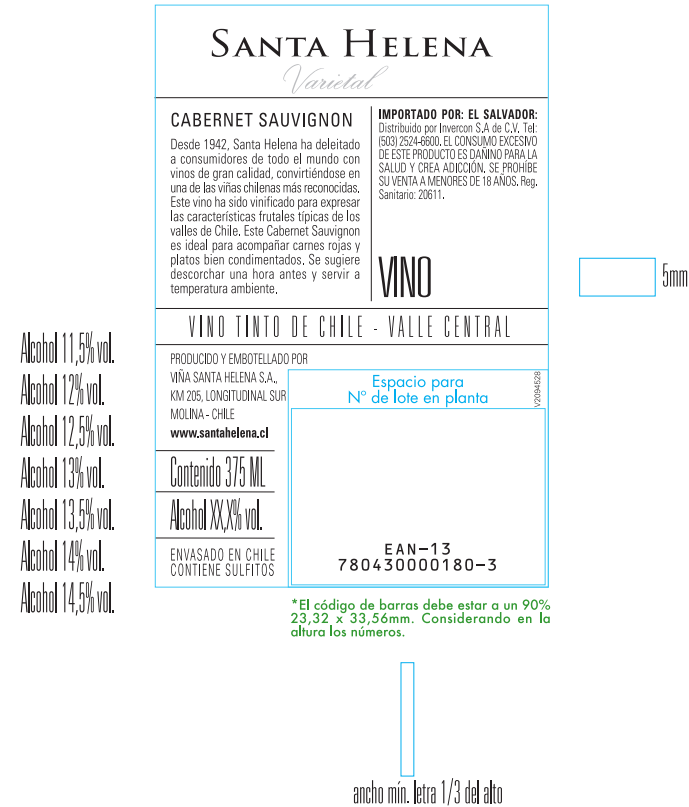 SANTA HELENA
Varietal
CABERNET SAUVIGNON
Desde 1942, Santa Helena ha deleitado
a consumidores de todo el mundo con
vinos de gran calidad, convirtiéndose en
una de las viñas chilenas más reconocidas.
Este vino ha sido vinificado para expresar
las características frutales típicas de los
valles de Chile. Este Cabernet Sauvignon
es ideal para acompañar carnes rojas y
platos bien condimentados. Se sugiere
descorchar una hora antes y servir a
temperatura ambiente.
IMPORTADO POR: EL SALVADOR:
Distribuido por Invercon S.A de C.V. Tel:
(503) 2524-6600. EL CONSUMO EXCESIVO
DE ESTE PRODUCTO ES DAÑINO PARA LA
SALUD Y CREA ADICCIÓN. SE PROHÍBE
SU VENTA A MENORES DE 18 AÑOS. Reg.
Sanitario: 20611.
VINO
5mm
VINO TINTO DE CHILE - VALLE CENTRAL
Alcohol 11,5% vol.
Alcohol 12% vol.
Alcohol 12,5% vol.
Alcohol 13% vol.
Alcohol 13,5% vol.
Alcohol 14% vol.
Alcohol 14,5% vol.
PRODUCIDO Y EMBOTELLADO POR
VIÑA SANTA HELENA S.A.,
KM 205, LONGITUDINAL SUR
MOLINA - CHILE
www.santahelena.cl
Contenido 375 ML
Alcohol XX,X% vol.
ENVASADO EN CHILE
CONTIENE SULFITOS
Espacio para
N° de lote en planta
V2094528
EAN-13
780430000180-3
*El código de barras debe estar a un 90%
23,32 x 33,56mm. Considerando en la
altura los números.
ancho mín. letra 1/3 del alto